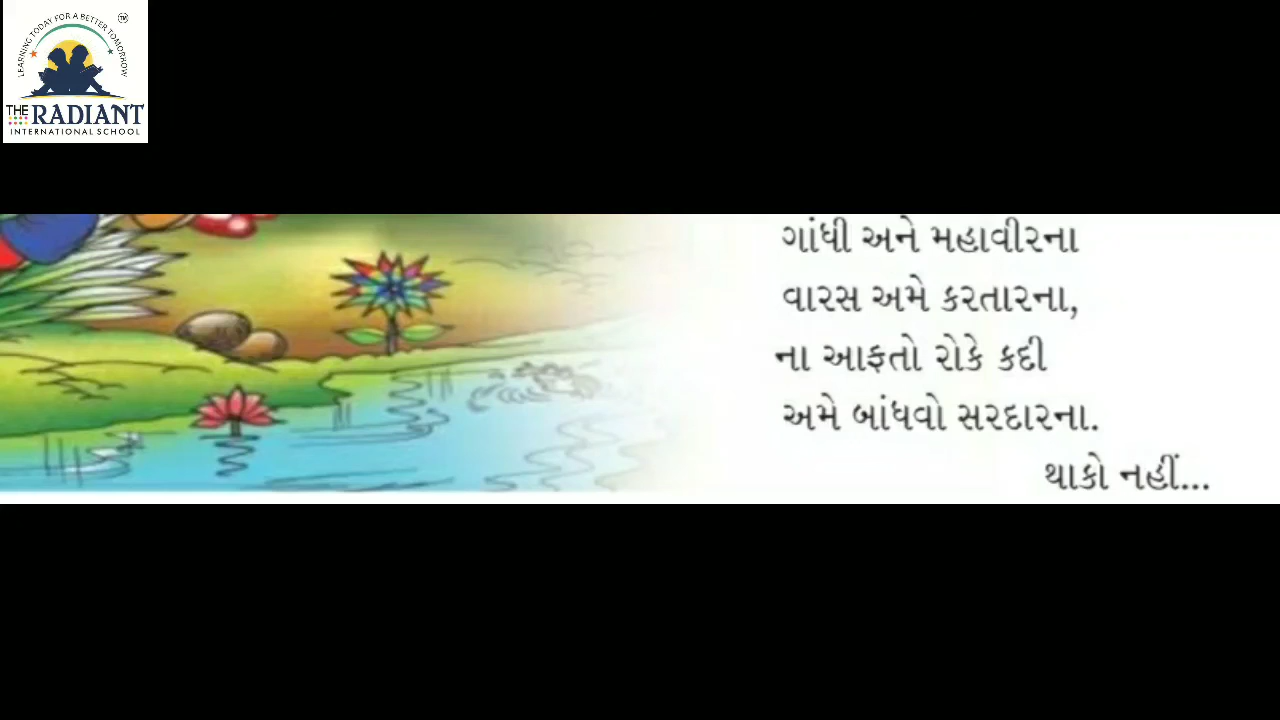 LEARNING TODAY FOR A BETTER TOMORROW
TM
THE RADIANT
INTERNATIONAL SCHOOL
ગાંધી અને મહાવીરના
વારસ અમે કરતારના,
ના આફતો રોકે કદી
અમે બાંધવો સરદારના.
થાકો નહીં...